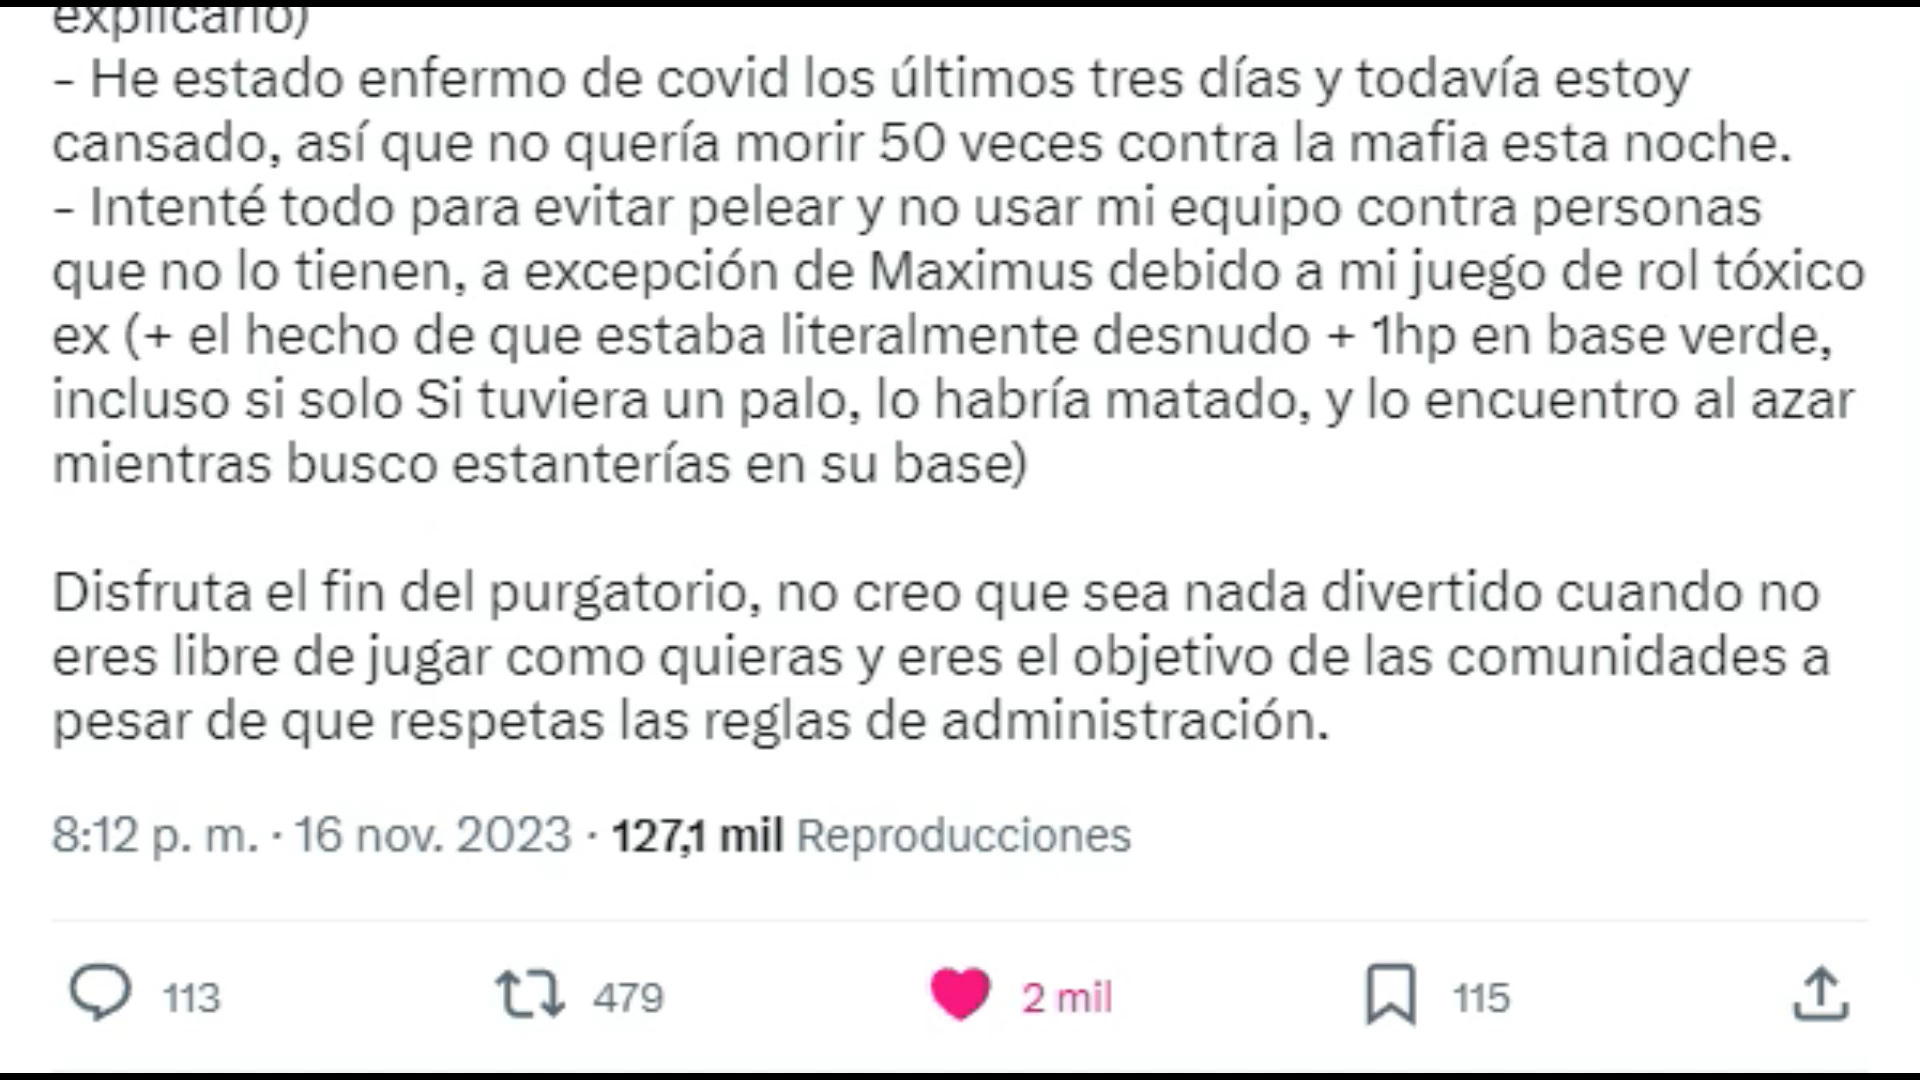 explicarlo)
- He estado enfermo de covid los últimos tres días y todavía estoy
cansado, así que no quería morir 50 veces contra la mafia esta noche.
- Intenté todo para evitar pelear y no usar mi equipo contra personas
que no lo tienen, a excepción de Maximus debido a mi juego de rol tóxico
ex (+ el hecho de que estaba literalmente desnudo + 1hp en base verde,
incluso si solo Si tuviera un palo, lo habría matado, y lo encuentro al azar
mientras busco estanterías en su base)
Disfruta el fin del purgatorio, no creo que sea nada divertido cuando no
eres libre de jugar como quieras y eres el objetivo de las comunidades a
pesar de que respetas las reglas de administración.
8:12 p. m. · 16 nov. 2023 · 127,1 mil Reproducciones
113 479 2 mil 115